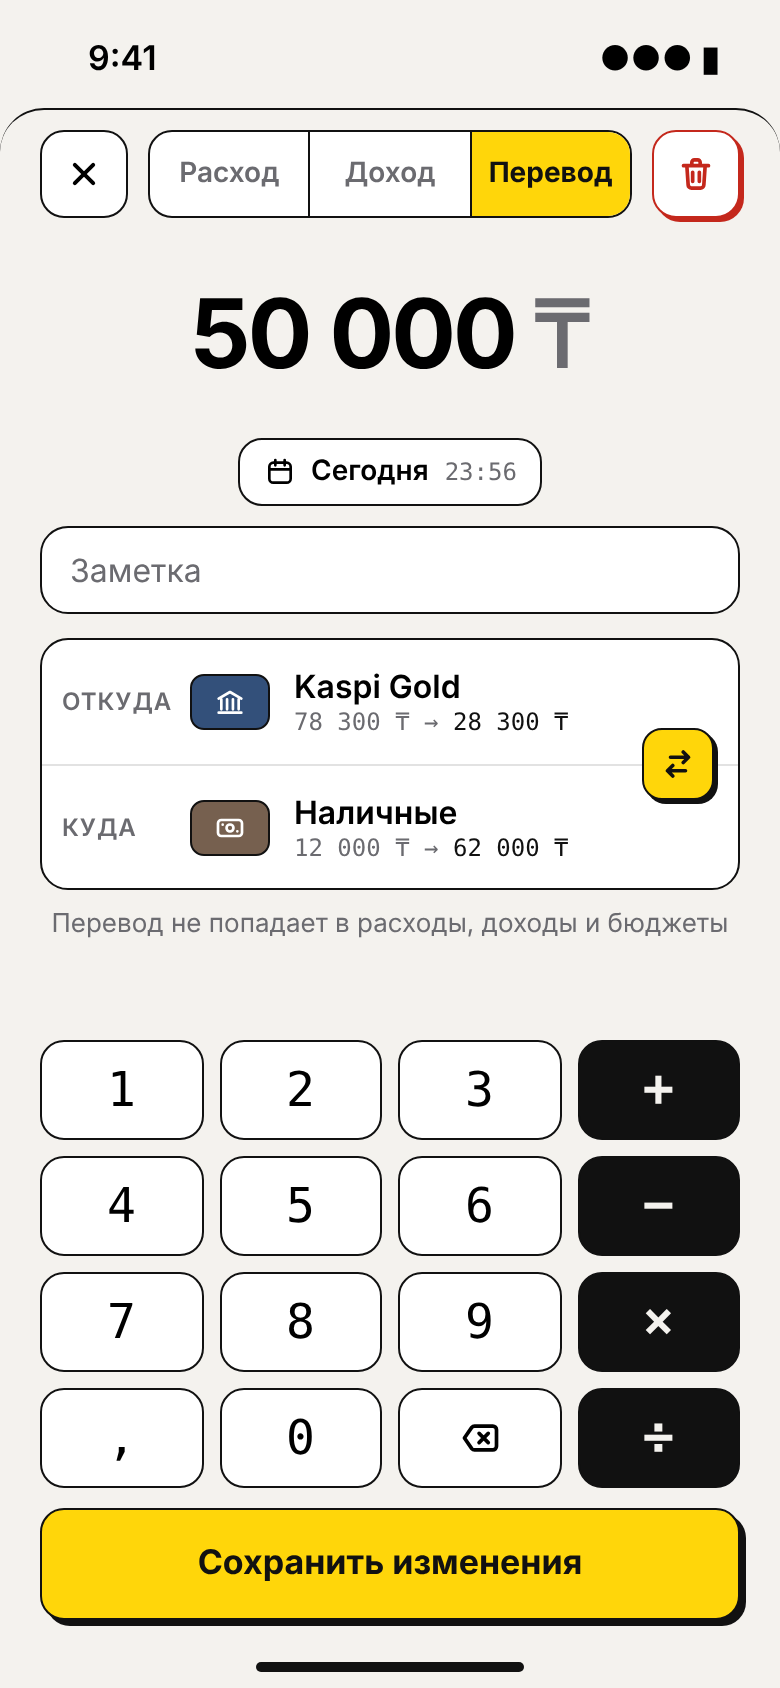 9:41
Расход Доход Перевод
50 000 ₸
Сегодня 23:56
Заметка
ОТКУДА Kaspi Gold
78 300 ₸ → 28 300 ₸
КУДА Наличные
12 000 ₸ → 62 000 ₸
Перевод не попадает в расходы, доходы и бюджеты
1 2 3 +
4 5 6 −
7 8 9 ×
, 0 ÷
Сохранить изменения